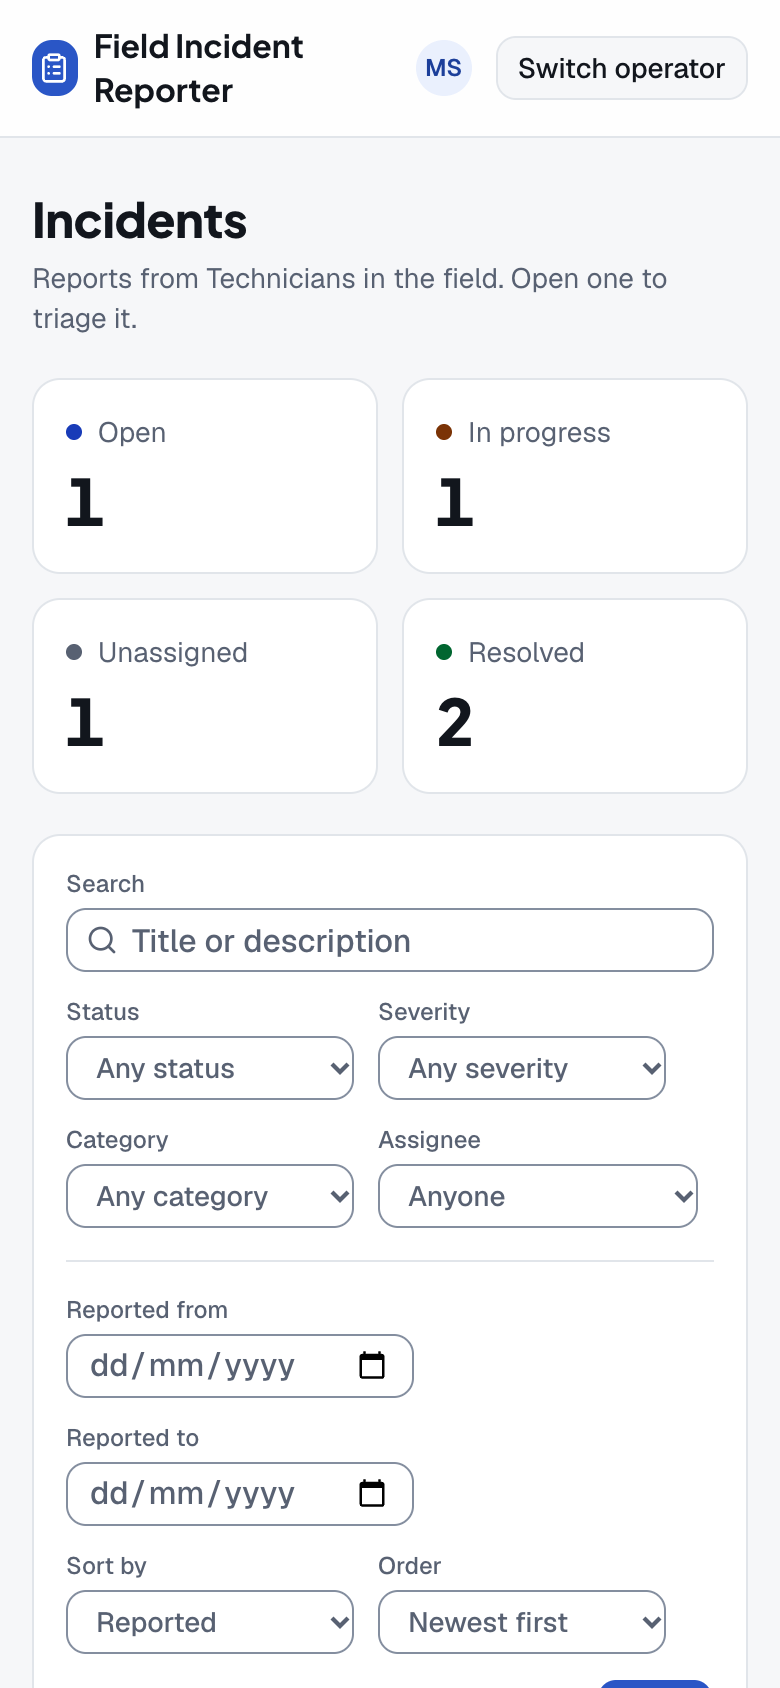 Field Incident
Reporter
MS
Switch operator
Incidents
Reports from Technicians in the field. Open one to
triage it.
Open
1
In progress
1
Unassigned
1
Resolved
2
Search
Title or description
Status
Severity
Any status
Any severity
Category
Assignee
Any category
Anyone
Reported from
dd/mm/yyyy
Reported to
dd/mm/yyyy
Sort by
Order
Reported
Newest first